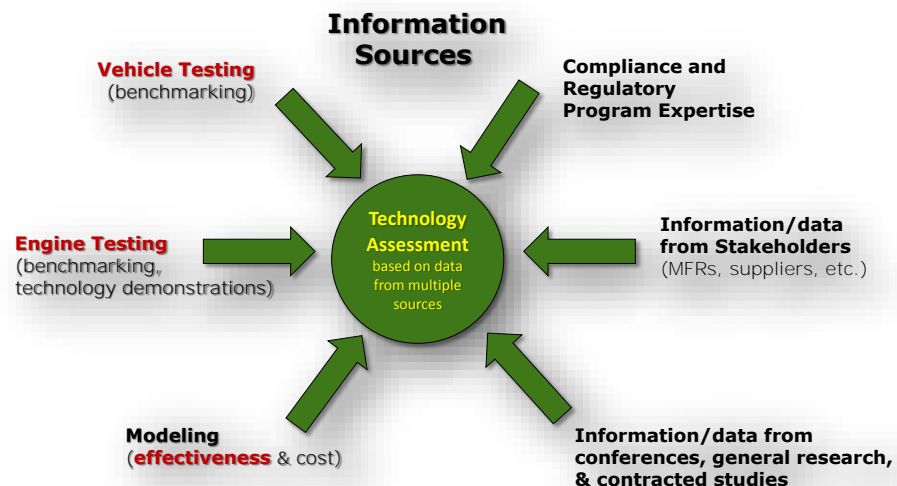 Information
Sources
Vehicle Testing
(benchmarking)
Compliance and
Regulatory
Program Expertise
Engine Testing
(benchmarking,
technology demonstrations)
Technology
Assessment
based on data
from multiple
sources
Information/data
from Stakeholders
(MFRs, suppliers, etc.)
Modeling
(effectiveness & cost)
Information/data from
conferences, general research,
& contracted studies